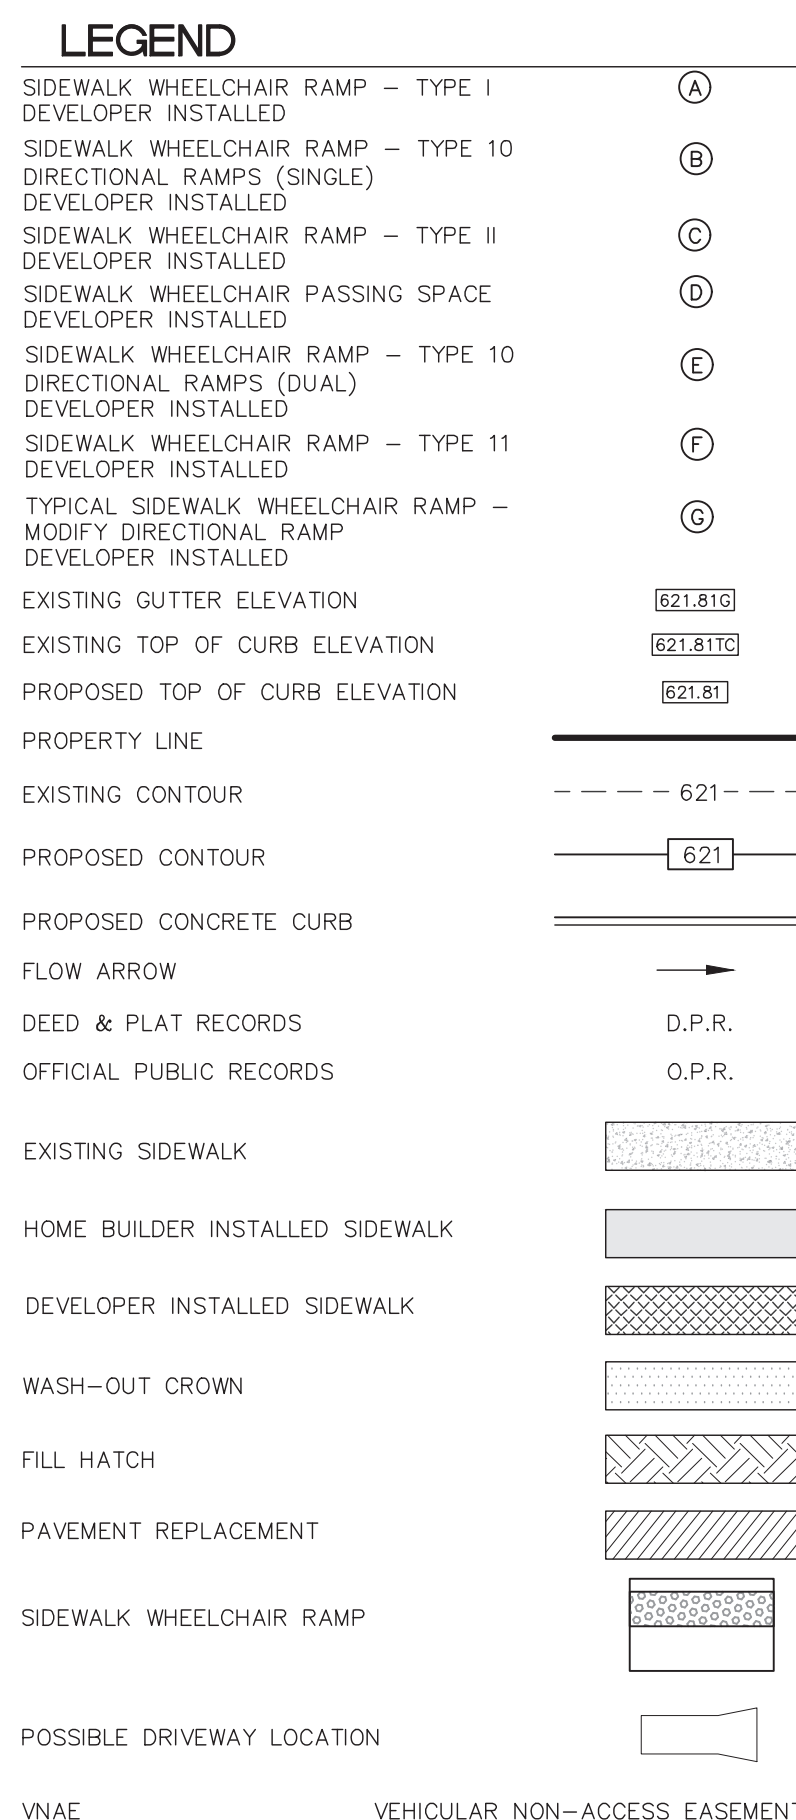 LEGEND
SIDEWALK WHEELCHAIR RAMP – TYPE I
DEVELOPER INSTALLED
A
SIDEWALK WHEELCHAIR RAMP – TYPE 10
DIRECTIONAL RAMPS (SINGLE)
DEVELOPER INSTALLED
B
SIDEWALK WHEELCHAIR RAMP – TYPE II
DEVELOPER INSTALLED
C
SIDEWALK WHEELCHAIR PASSING SPACE
DEVELOPER INSTALLED
D
SIDEWALK WHEELCHAIR RAMP – TYPE 10
DIRECTIONAL RAMPS (DUAL)
DEVELOPER INSTALLED
E
SIDEWALK WHEELCHAIR RAMP – TYPE 11
DEVELOPER INSTALLED
F
TYPICAL SIDEWALK WHEELCHAIR RAMP –
MODIFY DIRECTIONAL RAMP
DEVELOPER INSTALLED
G
EXISTING GUTTER ELEVATION 621.81G
EXISTING TOP OF CURB ELEVATION 621.81TC
PROPOSED TOP OF CURB ELEVATION 621.81
PROPERTY LINE
EXISTING CONTOUR 621
PROPOSED CONTOUR 621
PROPOSED CONCRETE CURB
FLOW ARROW
DEED & PLAT RECORDS D.P.R.
OFFICIAL PUBLIC RECORDS O.P.R.
EXISTING SIDEWALK
HOME BUILDER INSTALLED SIDEWALK
DEVELOPER INSTALLED SIDEWALK
WASH–OUT CROWN
FILL HATCH
PAVEMENT REPLACEMENT
SIDEWALK WHEELCHAIR RAMP
POSSIBLE DRIVEWAY LOCATION
VNAE VEHICULAR NON–ACCESS EASEMENT